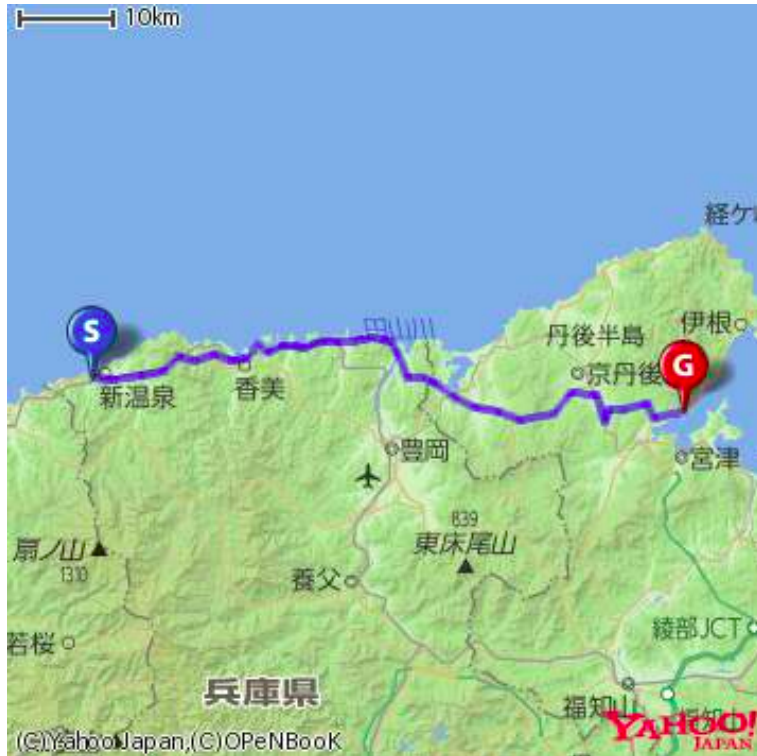 10km
経ケ
伊根
丹後半島
S
G
京丹後
新温泉
香美
豊岡
宮津
839
東床尾山
扇ノ山
1310
養父
綾部JCT
若桜
兵庫県
福知山
YAHOO!
JAPAN
(C)Yahoo Japan,(C)OPeNBooK